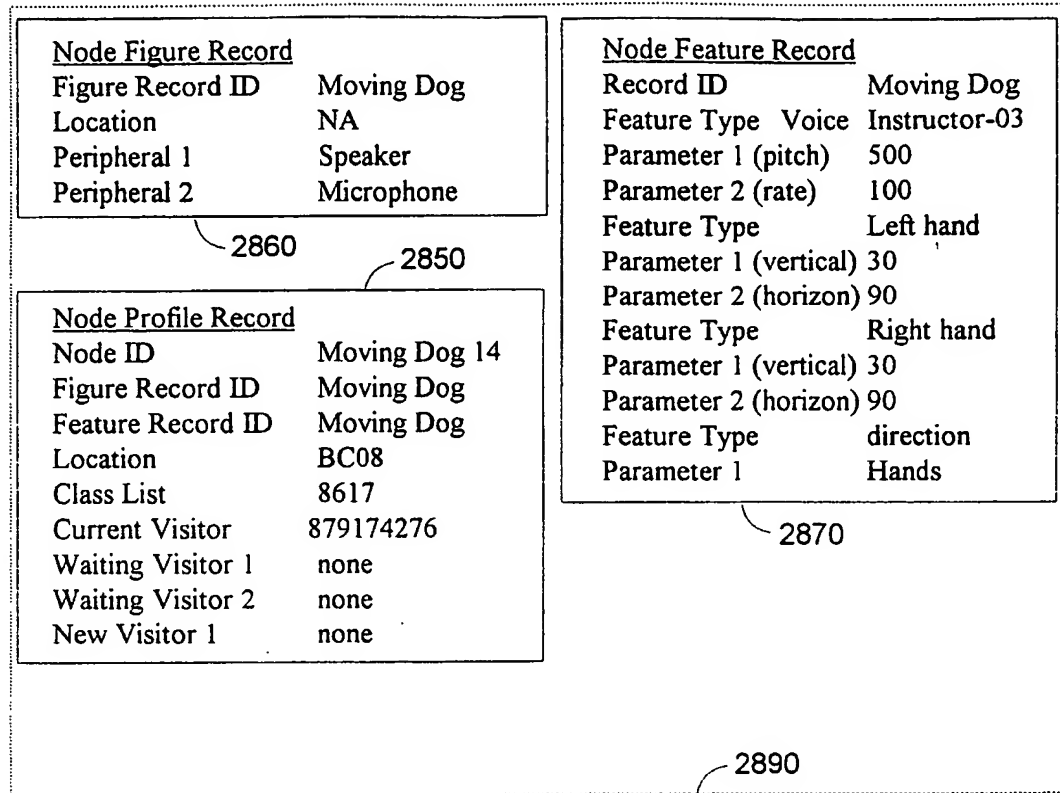 Node Figure Record
Figure Record ID Moving Dog
Location NA
Peripheral 1 Speaker
Peripheral 2 Microphone
2860
2850
Node Profile Record
Node ID Moving Dog 14
Figure Record ID Moving Dog
Feature Record ID Moving Dog
Location BC08
Class List 8617
Current Visitor 879174276
Waiting Visitor 1 none
Waiting Visitor 2 none
New Visitor 1 none
Node Feature Record
Record ID Moving Dog
Feature Type Voice Instructor-03
Parameter 1 (pitch) 500
Parameter 2 (rate) 100
Feature Type Left hand
Parameter 1 (vertical) 30
Parameter 2 (horizon) 90
Feature Type Right hand
Parameter 1 (vertical) 30
Parameter 2 (horizon) 90
Feature Type direction
Parameter 1 Hands
2870
2890